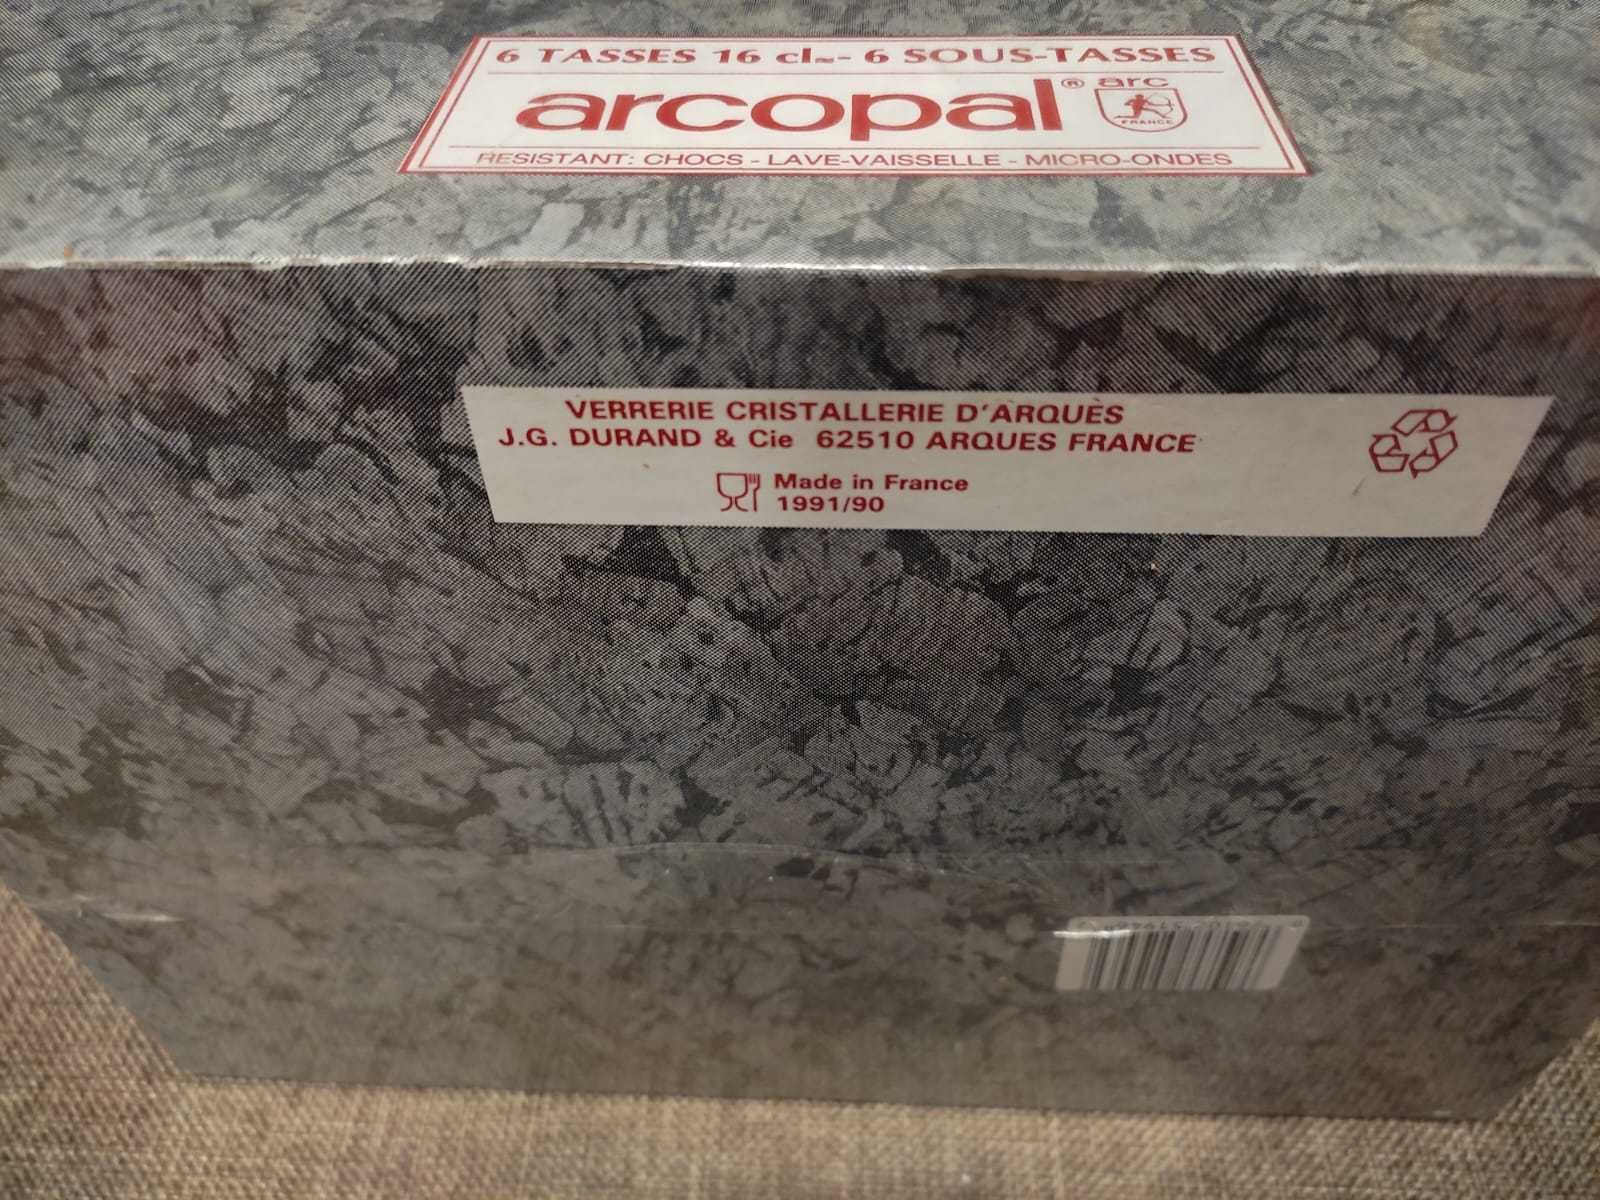 6 TASSES 16 cl~- 6 SOUS-TASSES
arcopal® arc
FRANCE
RESISTANT: CHOCS - LAVE-VAISSELLE - MICRO-ONDES
VERRERIE CRISTALLERIE D'ARQUES
J.G. DURAND & Cie 62510 ARQUES FRANCE
Made in France
1991/90